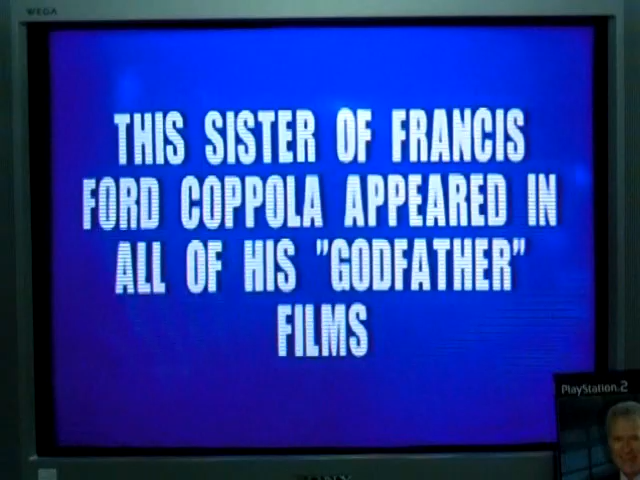 WEGA
THIS SISTER OF FRANCIS
FORD COPPOLA APPEARED IN
ALL OF HIS "GODFATHER"
FILMS
PlayStation.2